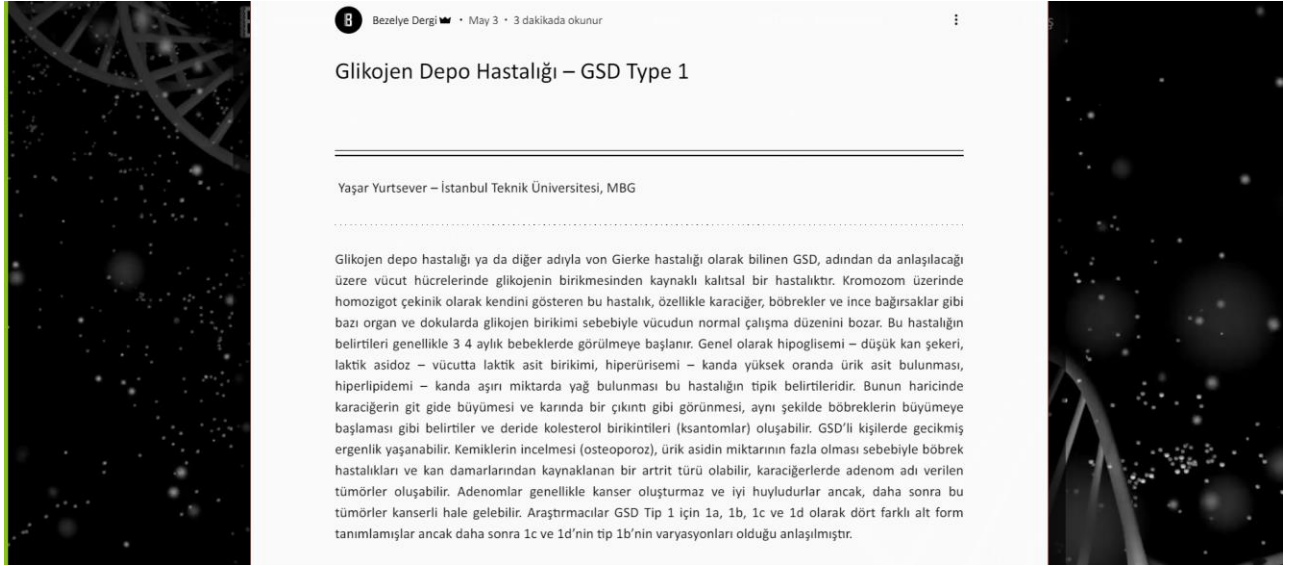 B Bezelye Dergi • May 3 • 3 dakikada okunur
Glikojen Depo Hastalığı – GSD Type 1
Yaşar Yurtsever – İstanbul Teknik Üniversitesi, MBG
Glikojen depo hastalığı ya da diğer adıyla von Gierke hastalığı olarak bilinen GSD, adından da anlaşılacağı
üzere vücut hücrelerinde glikojenin birikmesinden kaynaklı kalıtsal bir hastalıktır. Kromozom üzerinde
homozigot çekinik olarak kendini gösteren bu hastalık, özellikle karaciğer, böbrekler ve ince bağırsaklar gibi
bazı organ ve dokularda glikojen birikimi sebebiyle vücudun normal çalışma düzenini bozar. Bu hastalığın
belirtileri genellikle 3 4 aylık bebeklerde görülmeye başlanır. Genel olarak hipoglisemi – düşük kan şekeri,
laktik asidoz – vücutta laktik asit birikimi, hiperürisemi – kanda yüksek oranda ürik asit bulunması,
hiperlipidemi – kanda aşırı miktarda yağ bulunması bu hastalığın tipik belirtileridir. Bunun haricinde
karaciğerin git gide büyümesi ve karında bir çıkıntı gibi görünmesi, aynı şekilde böbreklerin büyümeye
başlaması gibi belirtiler ve deride kolesterol birikintileri (ksantomlar) oluşabilir. GSD’li kişilerde gecikmiş
ergenlik yaşanabilir. Kemiklerin incelmesi (osteoporoz), ürik asidin miktarının fazla olması sebebiyle böbrek
hastalıkları ve kan damarlarından kaynaklanan bir artrit türü olabilir, karaciğerlerde adenom adı verilen
tümörler oluşabilir. Adenomlar genellikle kanser oluşturmaz ve iyi huyludurlar ancak, daha sonra bu
tümörler kanserli hale gelebilir. Araştırmacılar GSD Tip 1 için 1a, 1b, 1c ve 1d olarak dört farklı alt form
tanımlamışlar ancak daha sonra 1c ve 1d’nin tip 1b’nin varyasyonları olduğu anlaşılmıştır.